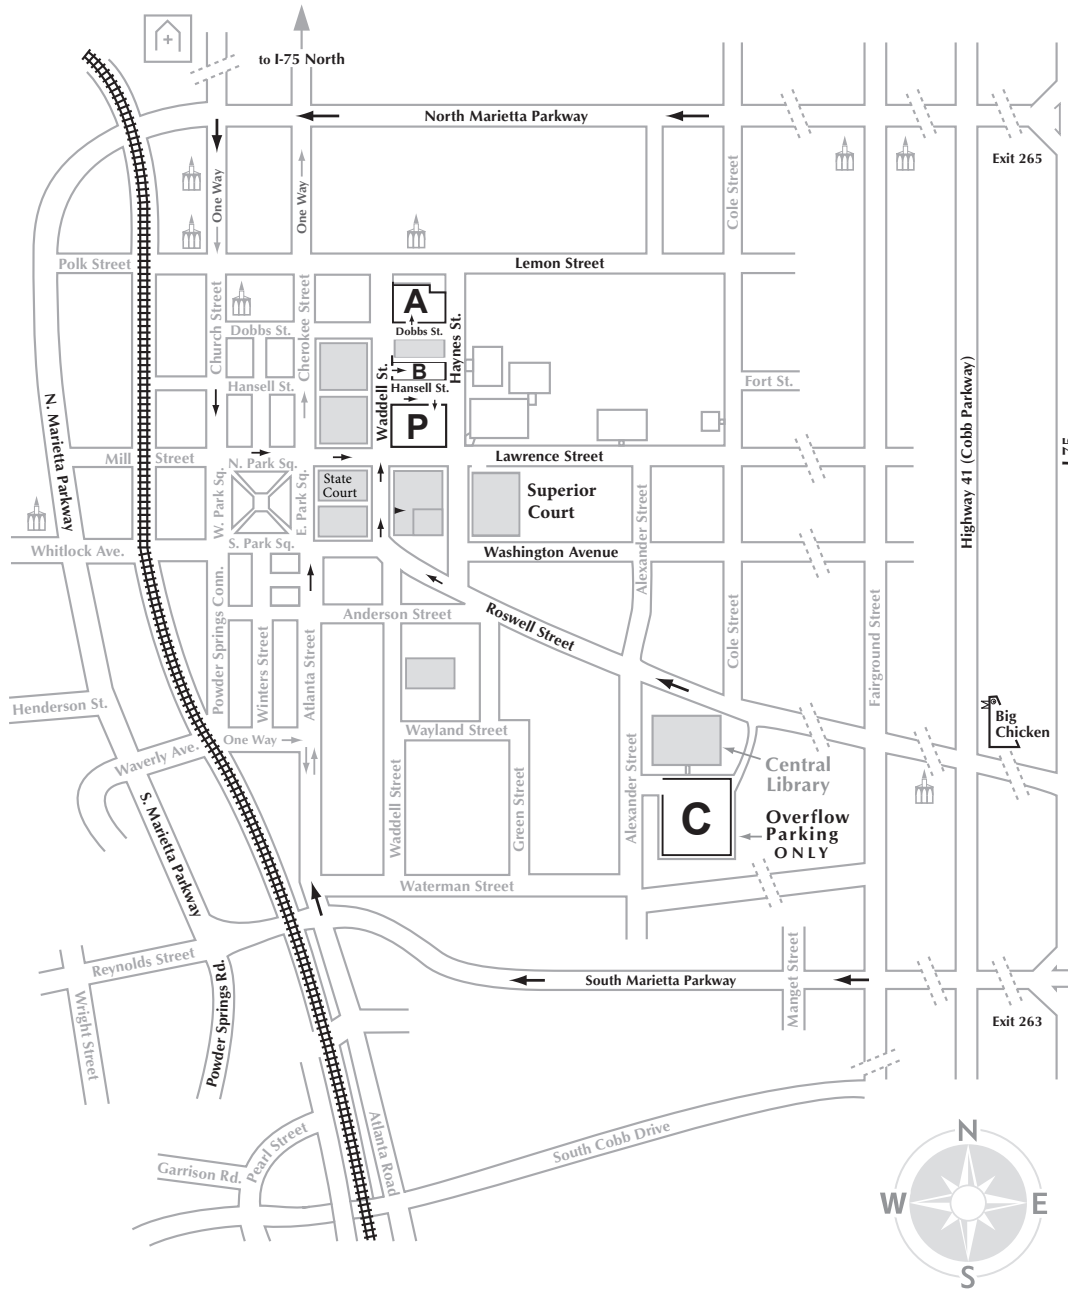 to I-75 North
North Marietta Parkway
Exit 265
One Way
One Way
Cole Street
Polk Street
Lemon Street
Church Street
Cherokee Street
A
Dobbs St.
Dobbs St.
Haynes St.
B
Waddell St.
Hansell St.
Hansell St.
Fort St.
P
N. Marietta Parkway
Highway 41 (Cobb Parkway)
I-75
Mill Street
N. Park Sq.
Lawrence Street
W. Park Sq.
E. Park Sq.
State
Court
Superior
Court
Alexander Street
Whitlock Ave.
S. Park Sq.
Washington Avenue
Powder Springs Conn.
Anderson Street
Roswell Street
Cole Street
Fairground Street
Winters Street
Atlanta Street
Henderson St.
Big
Chicken
One Way
Wayland Street
Waverly Ave.
Central
Library
S. Marietta Parkway
Waddell Street
Green Street
Alexander Street
C
Overflow
Parking
ONLY
Waterman Street
Reynolds Street
Manget Street
South Marietta Parkway
Wright Street
Powder Springs Rd.
Exit 263
Atlanta Road
Pearl Street
South Cobb Drive
Garrison Rd.
N
W
E
S